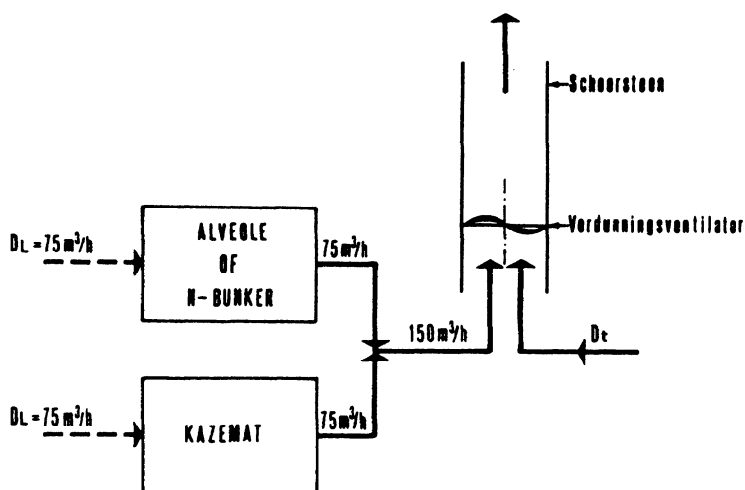 Schoorsteen
Verdunningsventilator
DL = 75 m³/h
ALVEOLE
OF
N-BUNKER
75 m³/h
150 m³/h
Dt
DL = 75 m³/h
KAZEMAT
75 m³/h